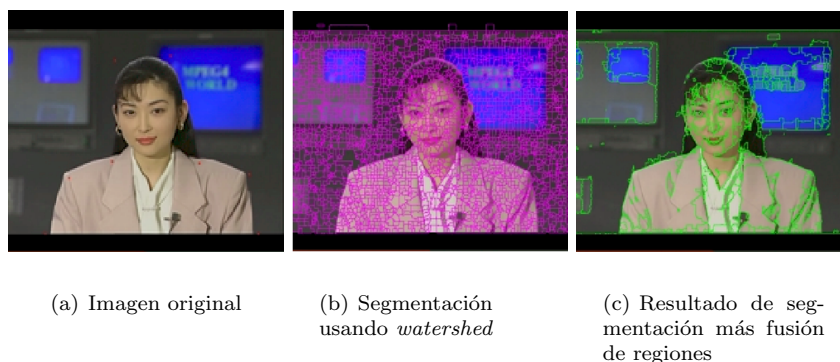 MPEG4
WORLD
(a) Imagen original
(b) Segmentación
usando watershed
(c) Resultado de seg-
mentación más fusión
de regiones